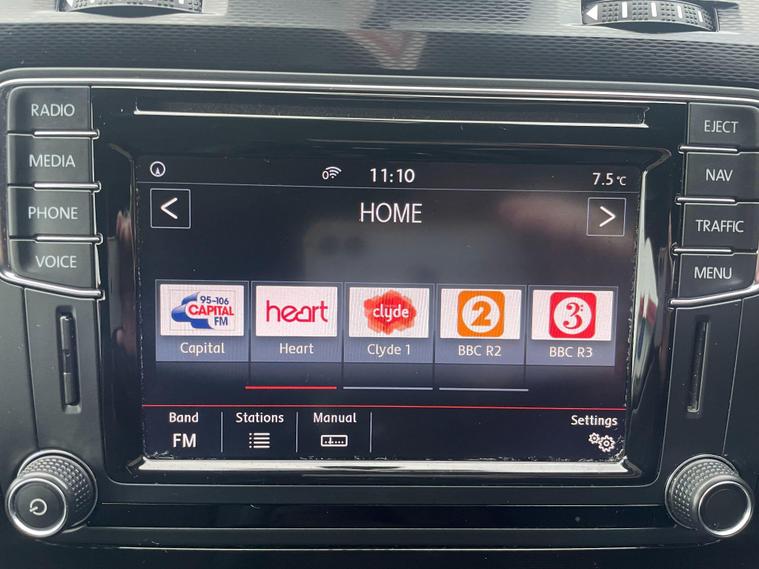 RADIO
MEDIA
PHONE
VOICE
EJECT
NAV
TRAFFIC
MENU
0
11:10
7.5°C
<
HOME
>
95-106
CAPITAL
FM
heart
clyde
2
3
Capital
Heart
Clyde 1
BBC R2
BBC R3
Band
FM
Stations
Manual
Settings